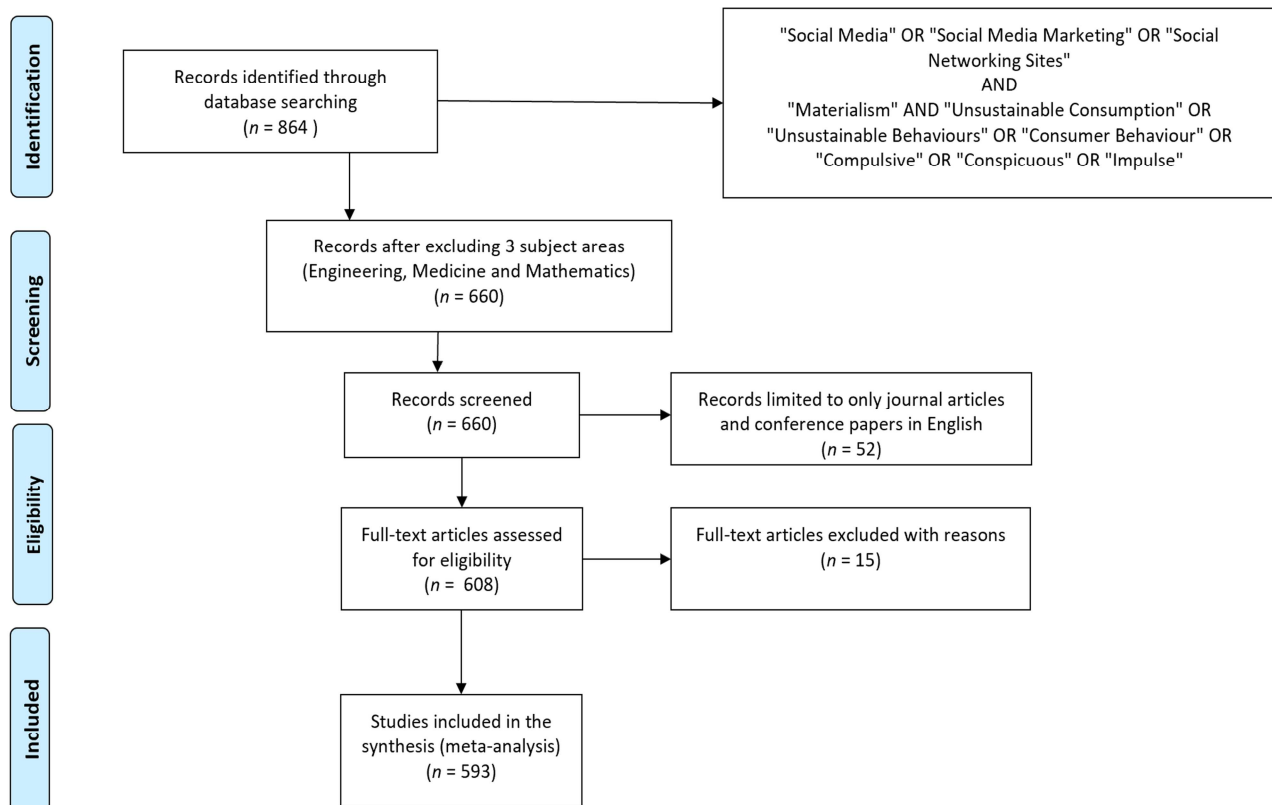 Identification
Records identified through
database searching
(n = 864 )
"Social Media" OR "Social Media Marketing" OR "Social
Networking Sites"
AND
"Materialism" AND "Unsustainable Consumption" OR
"Unsustainable Behaviours" OR "Consumer Behaviour" OR
"Compulsive" OR "Conspicuous" OR "Impulse"
Screening
Records after excluding 3 subject areas
(Engineering, Medicine and Mathematics)
(n = 660)
Records screened
(n = 660)
Records limited to only journal articles
and conference papers in English
(n = 52)
Eligibility
Full-text articles assessed
for eligibility
(n = 608)
Full-text articles excluded with reasons
(n = 15)
Included
Studies included in the
synthesis (meta-analysis)
(n = 593)